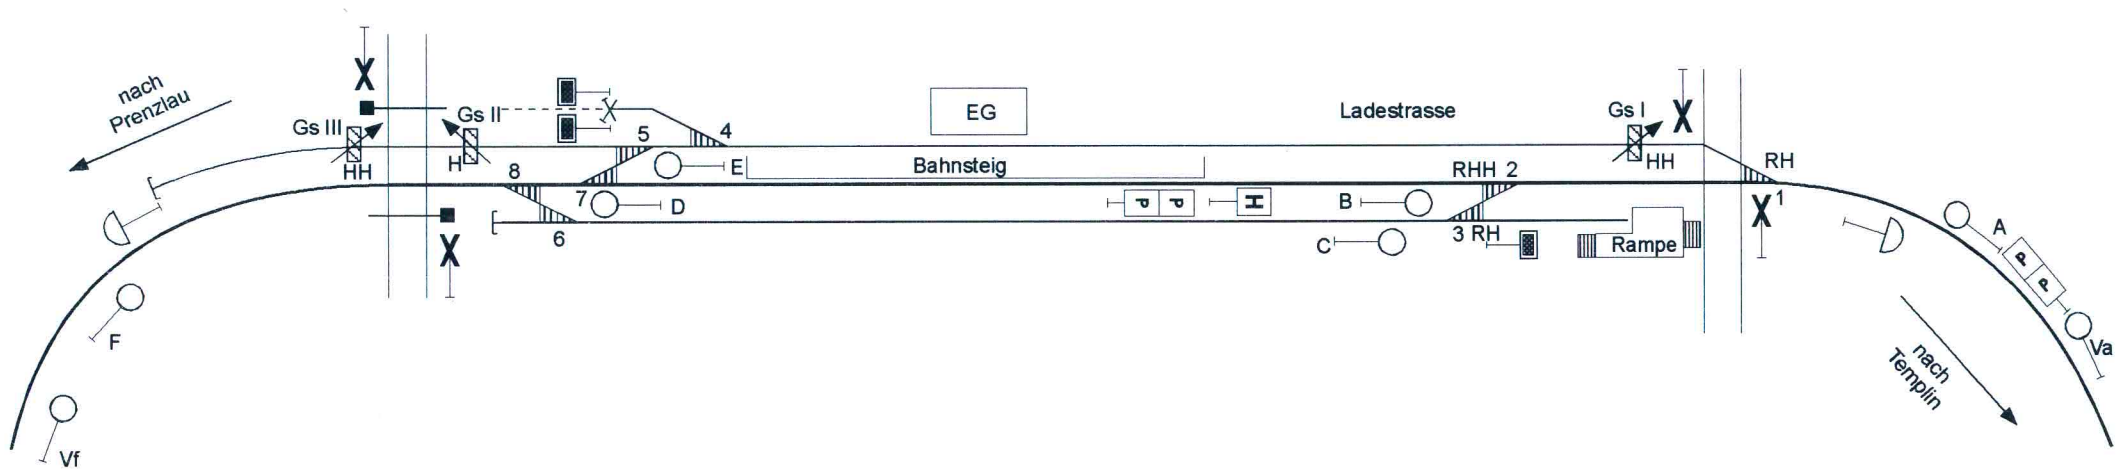 nach
Prenzlau
Gs III
HH
Gs II
H
5
4
EG
Ladestrasse
Gs I
HH
RH
1
8
7
6
E
D
Bahnsteig
RHH 2
P P
H
B
C
3 RH
Rampe
A
P
P
Va
nach
Templin
F
Vf